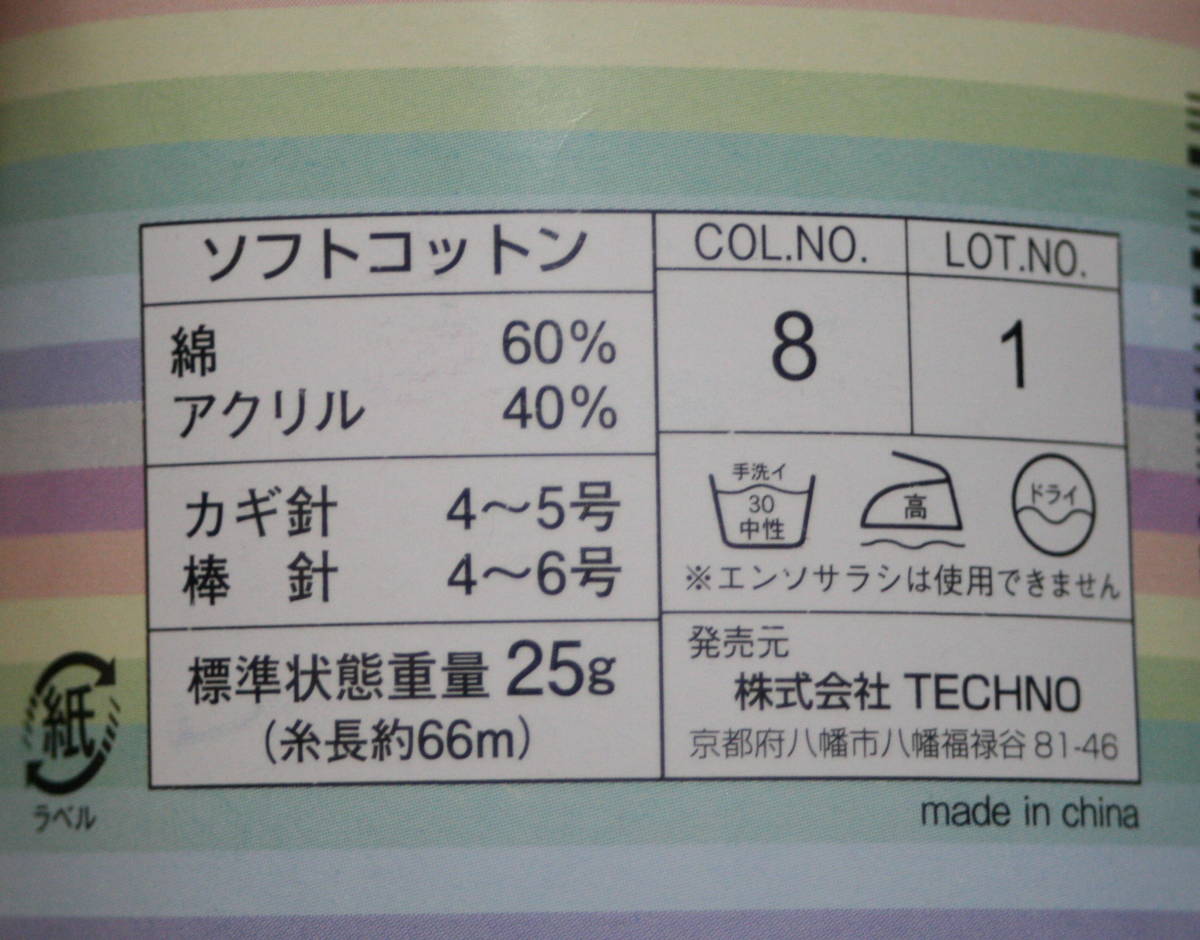 ソフトコットン
綿 60%
アクリル 40%
カギ針 4〜5号
棒 針 4〜6号
標準状態重量 25g
(糸長約66m)
COL.NO. LOT.NO.
8 1
手洗イ
30
中性
高
ドライ
※エンソサラシは使用できません
発売元
株式会社 TECHNO
京都府八幡市八幡福禄谷 81-46
made in china
紙
ラベル